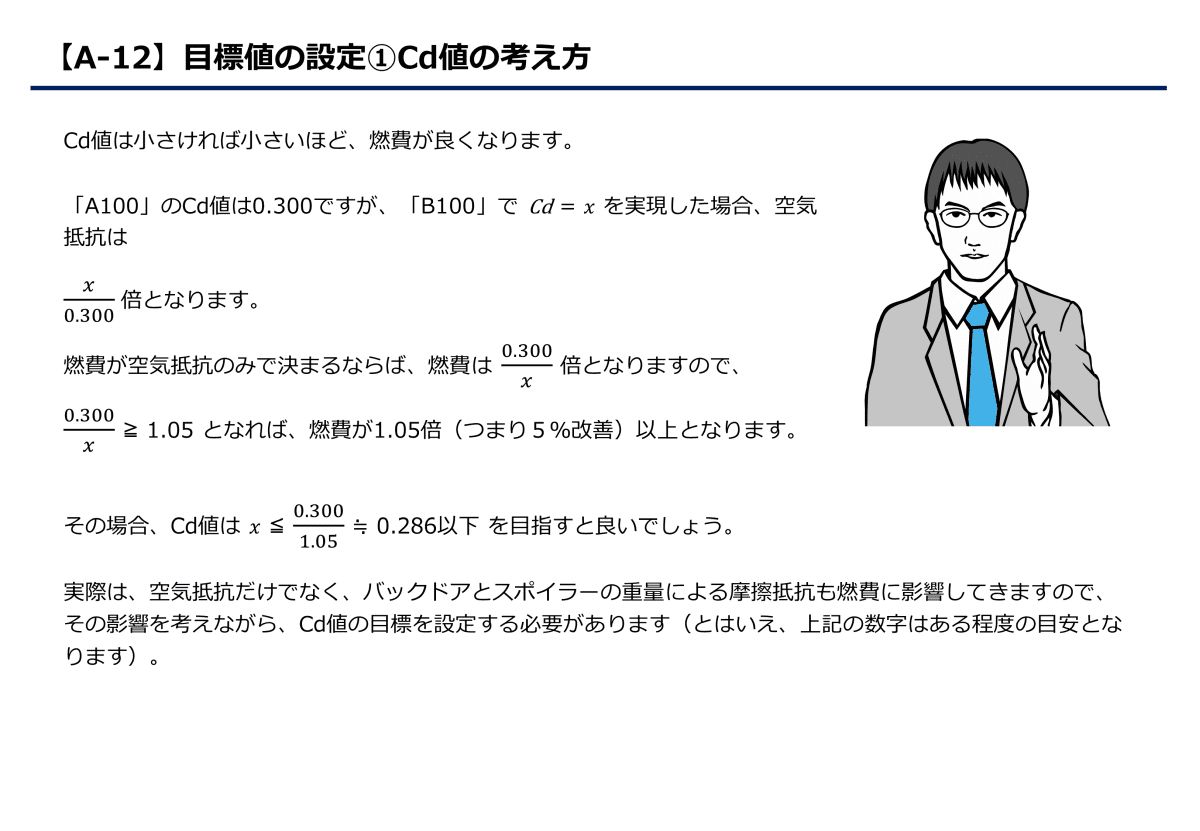 【A-12】目標値の設定①Cd値の考え方
Cd値は小さければ小さいほど、燃費が良くなります。
「A100」のCd値は0.300ですが、「B100」で Cd = x を実現した場合、空気
抵抗は
x/0.300 倍となります。
燃費が空気抵抗のみで決まるならば、燃費は 0.300/x 倍となりますので、
0.300/x ≧ 1.05 となれば、燃費が1.05倍（つまり５%改善）以上となります。
その場合、Cd値は x ≦ 0.300/1.05 ≒ 0.286以下 を目指すと良いでしょう。
実際は、空気抵抗だけでなく、バックドアとスポイラーの重量による摩擦抵抗も燃費に影響してきますので、
その影響を考えながら、Cd値の目標を設定する必要があります（とはいえ、上記の数字はある程度の目安とな
ります）。